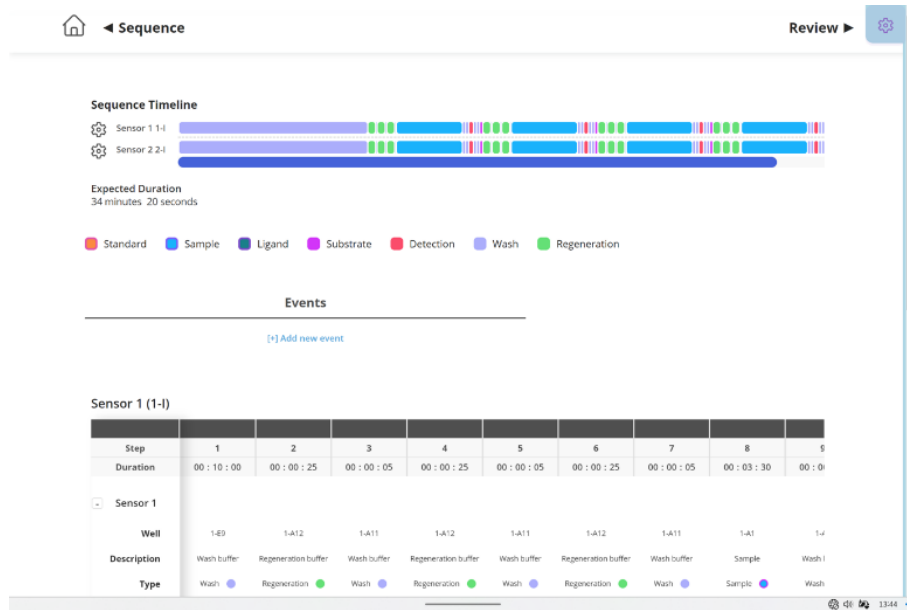 ◄ Sequence Review ►
Sequence Timeline
Sensor 1 1-I
Sensor 2 2-I
Expected Duration
34 minutes 20 seconds
Standard Sample Ligand Substrate Detection Wash Regeneration
Events
[+] Add new event
Sensor 1 (1-I)
Step 1 2 3 4 5 6 7 8 9
Duration 00 : 10 : 00 00 : 00 : 25 00 : 00 : 05 00 : 00 : 25 00 : 00 : 05 00 : 00 : 25 00 : 00 : 05 00 : 03 : 30
- Sensor 1
Well 1-E9 1-A12 1-A11 1-A12 1-A11 1-A12 1-A11 1-A1
Description Wash buffer Regeneration buffer Wash buffer Regeneration buffer Wash buffer Regeneration buffer Wash buffer Sample Wash
Type Wash Regeneration Wash Regeneration Wash Regeneration Wash Sample Wash
13:44